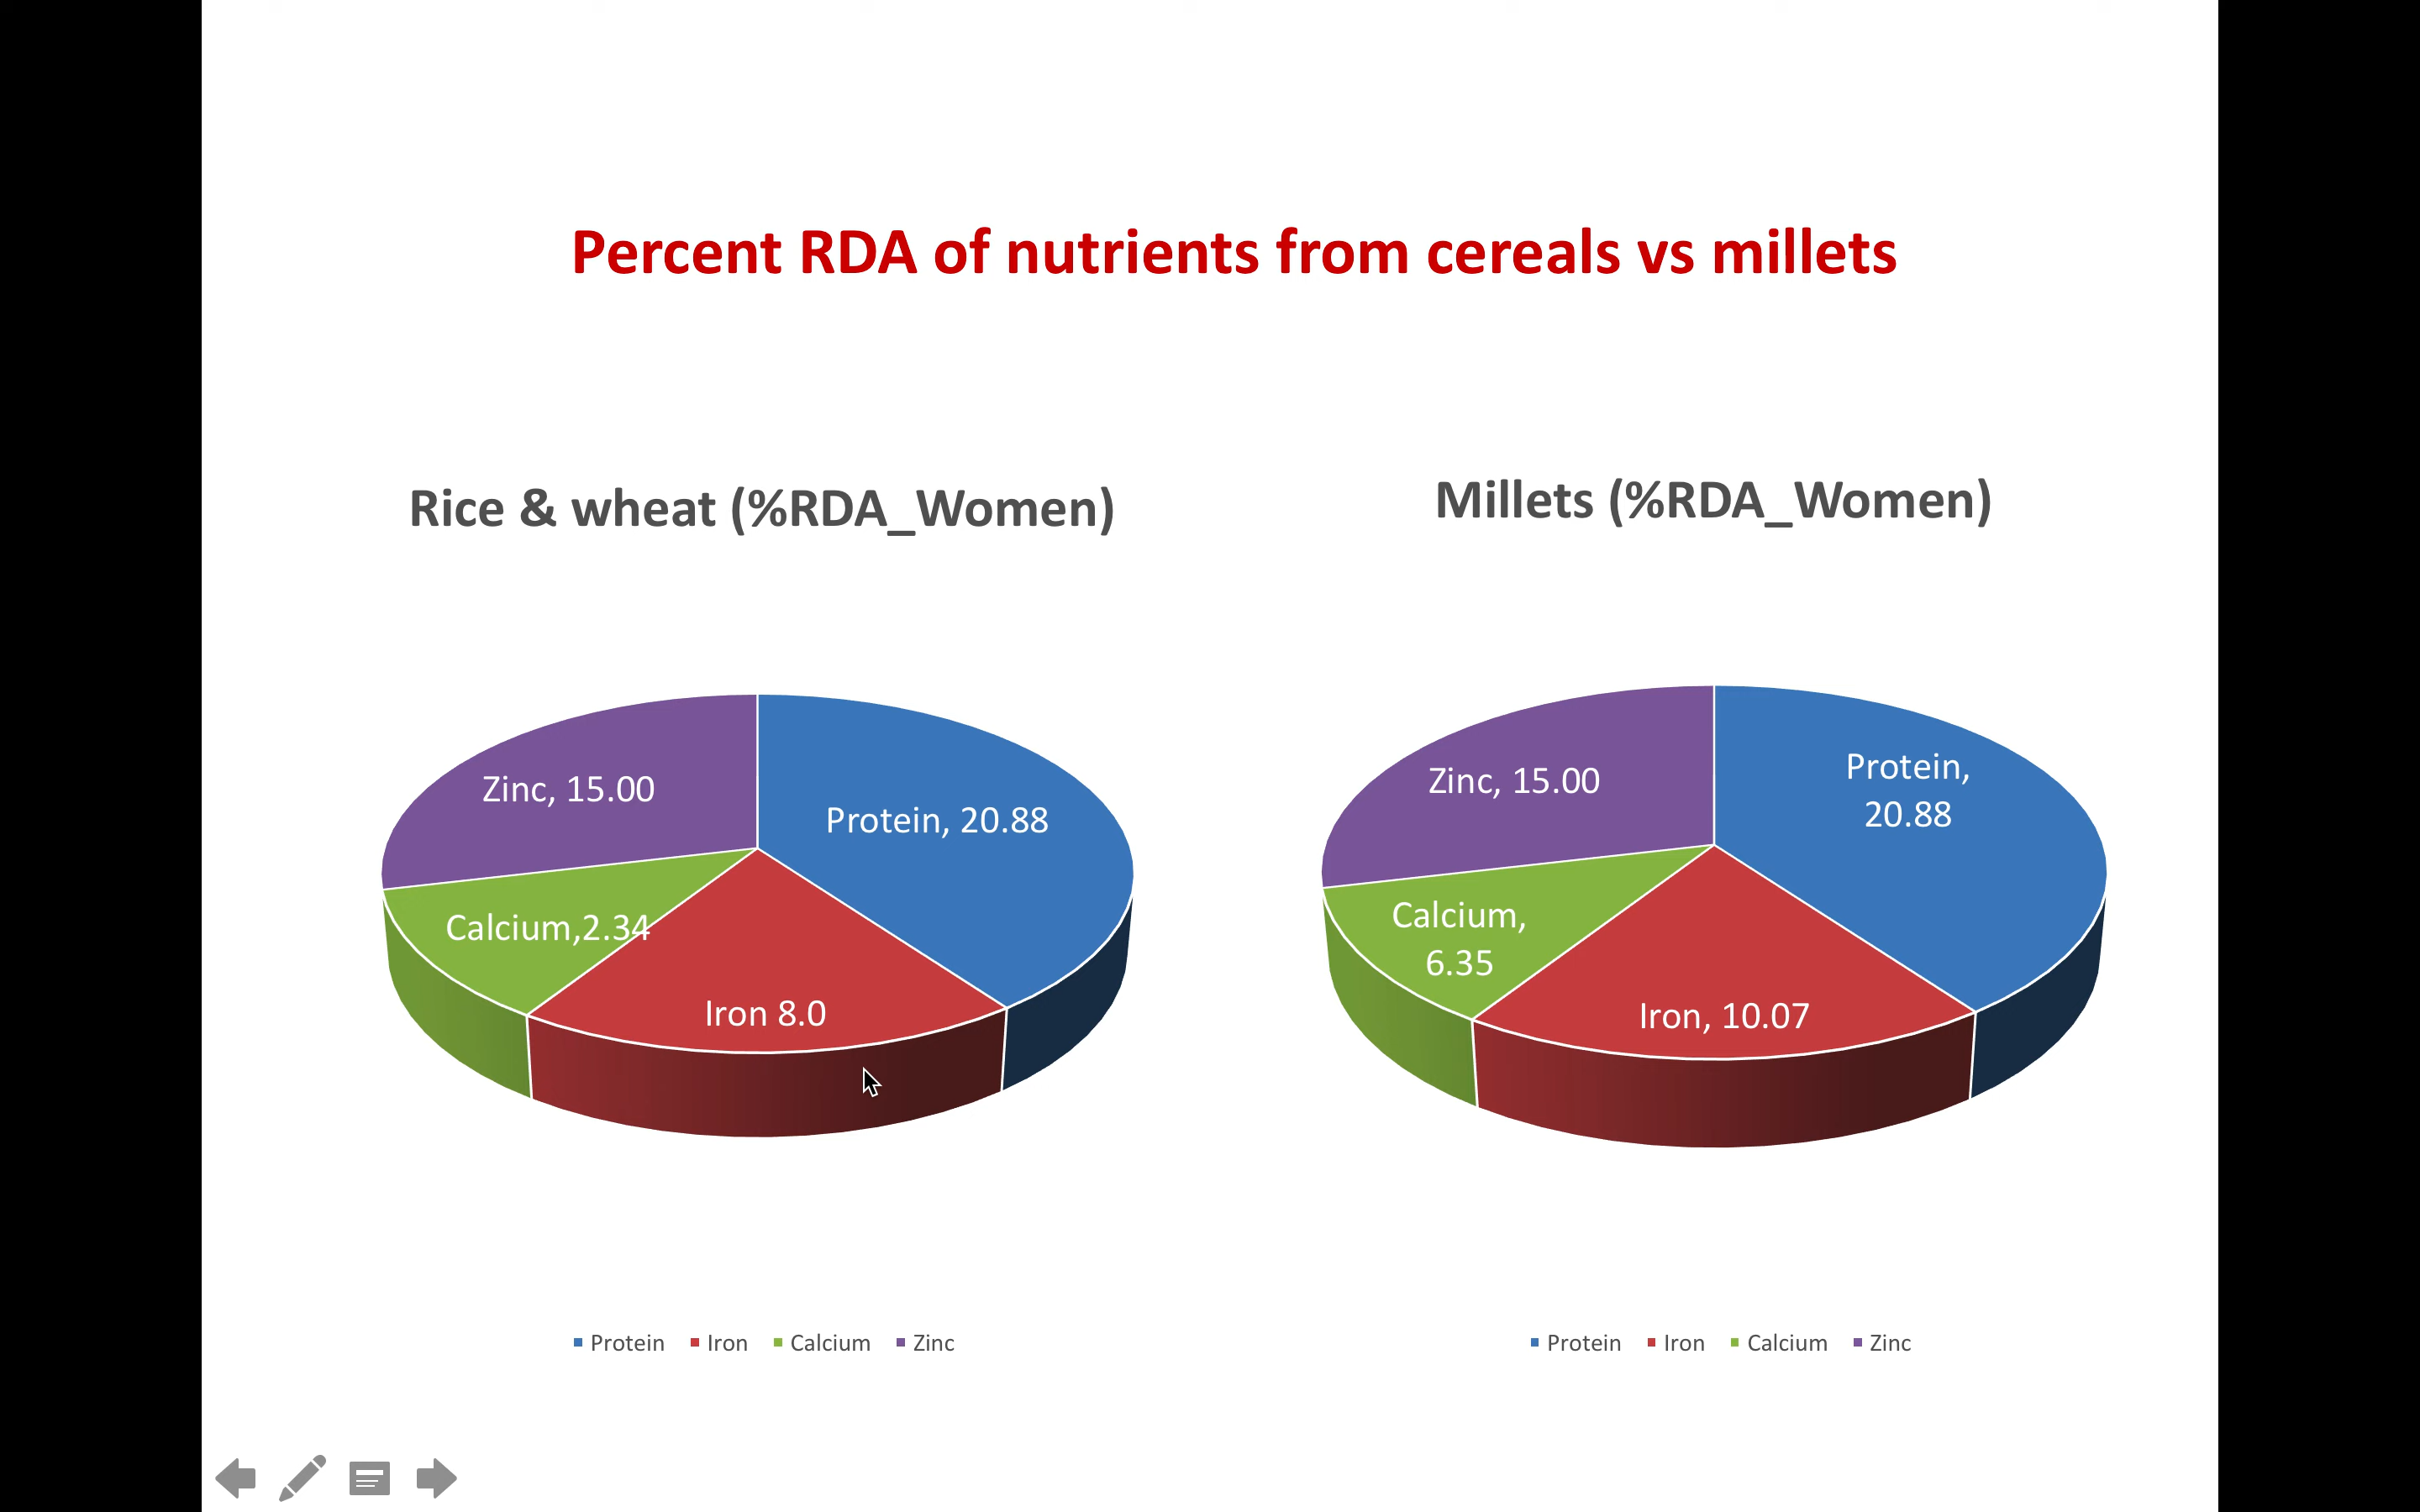 Percent RDA of nutrients from cereals vs millets
Rice & wheat (%RDA_Women)
Zinc, 15.00
Protein, 20.88
Calcium,2.34
Iron 8.0
Protein Iron Calcium Zinc
Millets (%RDA_Women)
Zinc, 15.00
Protein,
20.88
Calcium,
6.35
Iron, 10.07
Protein Iron Calcium Zinc